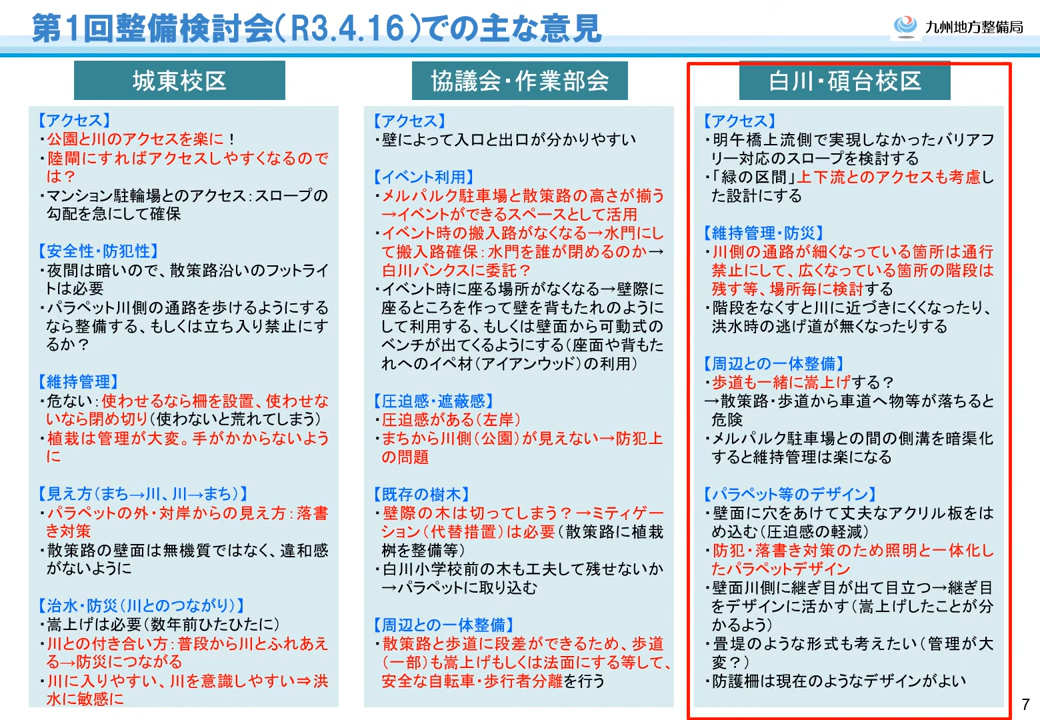 第1回整備検討会（R3.4.16）での主な意見
九州地方整備局
城東校区
【アクセス】
・公園と川のアクセスを楽に！
・陸閘にすればアクセスしやすくなるのでは
は？
・マンション駐輪場とのアクセス：スロープの
勾配を急にして確保
【安全性・防犯性】
・夜間は暗いので、散策路沿いのフットライ
トは必要
・パラペット川側の通路を歩けるようにする
なら整備する、もしくは立ち入り禁止にす
るか？
【維持管理】
・危ない：使わせるなら柵を設置、使わせな
いなら閉め切り（使わないと荒れてしまう）
・植栽は管理が大変。手がかからないよう
に
【見え方（まち→川、川→まち）】
・パラペットの外・対岸からの見え方：落書
き対策
・散策路の壁面は無機質ではなく、違和感
がないように
【治水・防災（川とのつながり）】
・嵩上げは必要（数年前ひたひたに）
・川との付き合い方：普段から川とふれあえ
る→防災につながる
・川に入りやすい、川を意識しやすい⇒洪
水に敏感に
協議会・作業部会
【アクセス】
・壁によって入口と出口が分かりやすい
【イベント利用】
・メルパルク駐車場と散策路の高さが揃う
→イベントができるスペースとして活用
・イベント時の搬入路がなくなる→水門にし
て搬入路確保：水門を誰が閉めるのか→
白川バンクスに委託？
・イベント時に座る場所がなくなる→壁際に
座るところを作って壁を背もたれのように
して利用する、もしくは壁面から可動式の
ベンチが出てくるようにする（座面や背もた
れへのイペ材（アイアンウッド）の利用）
【圧迫感・遮蔽感】
・圧迫感がある（左岸）
・まちから川側（公園）が見えない→防犯上
の問題
【既存の樹木】
・壁際の木は切ってしまう？→ミティゲー
ション（代替措置）は必要（散策路に植栽
桝を整備等）
・白川小学校前の木も工夫して残せないか
→パラペットに取り込む
【周辺との一体整備】
・散策路と歩道に段差ができるため、歩道
（一部）も嵩上げもしくは法面にする等して、
安全な自転車・歩行者分離を行う
白川・碩台校区
【アクセス】
・明午橋上流側で実現しなかったバリアフ
リー対応のスロープを検討する
・「緑の区間」上下流とのアクセスも考慮し
た設計にする
【維持管理・防災】
・川側の通路が細くなっている箇所は通行
禁止にして、広くなっている箇所の階段は
残す等、場所毎に検討する
・階段をなくすと川に近づきにくくなったり、
洪水時の逃げ道が無くなったりする
【周辺との一体整備】
・歩道も一緒に嵩上げする？
→散策路・歩道から車道へ物等が落ちると
危険
・メルパルク駐車場との間の側溝を暗渠化
すると維持管理は楽になる
【パラペット等のデザイン】
・壁面に穴をあけて丈夫なアクリル板をは
め込む（圧迫感の軽減）
・防犯・落書き対策のため照明と一体化し
たパラペットデザイン
・壁面川側に継ぎ目が出て目立つ→継ぎ目
をデザインに活かす（嵩上げしたことが分
かるよう）
・畳堤のような形式も考えたい（管理が大
変？）
・防護柵は現在のようなデザインがよい
7